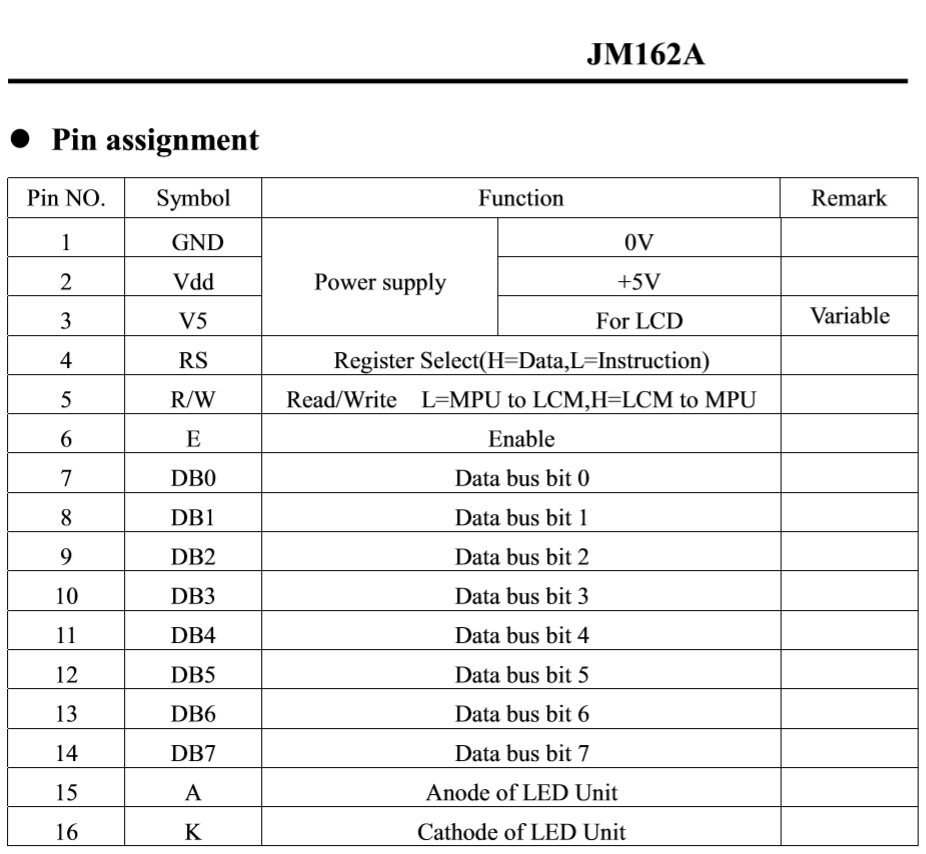 JM162A
● Pin assignment
Pin NO. Symbol Function Remark
1 GND Power supply 0V
2 Vdd +5V
3 V5 For LCD Variable
4 RS Register Select(H=Data,L=Instruction)
5 R/W Read/Write L=MPU to LCM,H=LCM to MPU
6 E Enable
7 DB0 Data bus bit 0
8 DB1 Data bus bit 1
9 DB2 Data bus bit 2
10 DB3 Data bus bit 3
11 DB4 Data bus bit 4
12 DB5 Data bus bit 5
13 DB6 Data bus bit 6
14 DB7 Data bus bit 7
15 A Anode of LED Unit
16 K Cathode of LED Unit